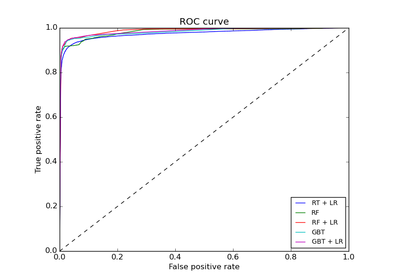 ROC curve
True positive rate
1.0
0.8
0.6
0.4
0.2
0.0
0.0 0.2 0.4 0.6 0.8 1.0
False positive rate
RT + LR
RF
RF + LR
GBT
GBT + LR